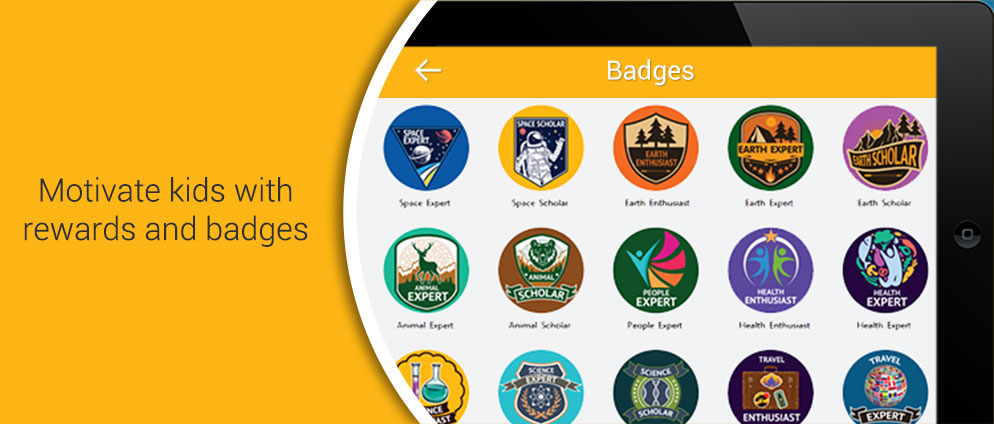 Motivate kids with
rewards and badges
Badges
SPACE EXPERT
SPACE SCHOLAR
EARTH
ENTHUSIAST
EARTH EXPERT
EARTH SCHOLAR
Space Expert
Space Scholar
Earth Enthusiast
Earth Expert
Earth Scholar
ANIMAL
EXPERT
ANIMAL
SCHOLAR
PEOPLE
EXPERT
HEALTH
ENTHUSIAST
HEALTH
EXPERT
Animal Expert
Animal Scholar
People Expert
Health Enthusiast
Health Expert
SCIENCE
EXPERT
SCIENCE
SCHOLAR
TRAVEL
ENTHUSIAST
TRAVEL
EXPERT